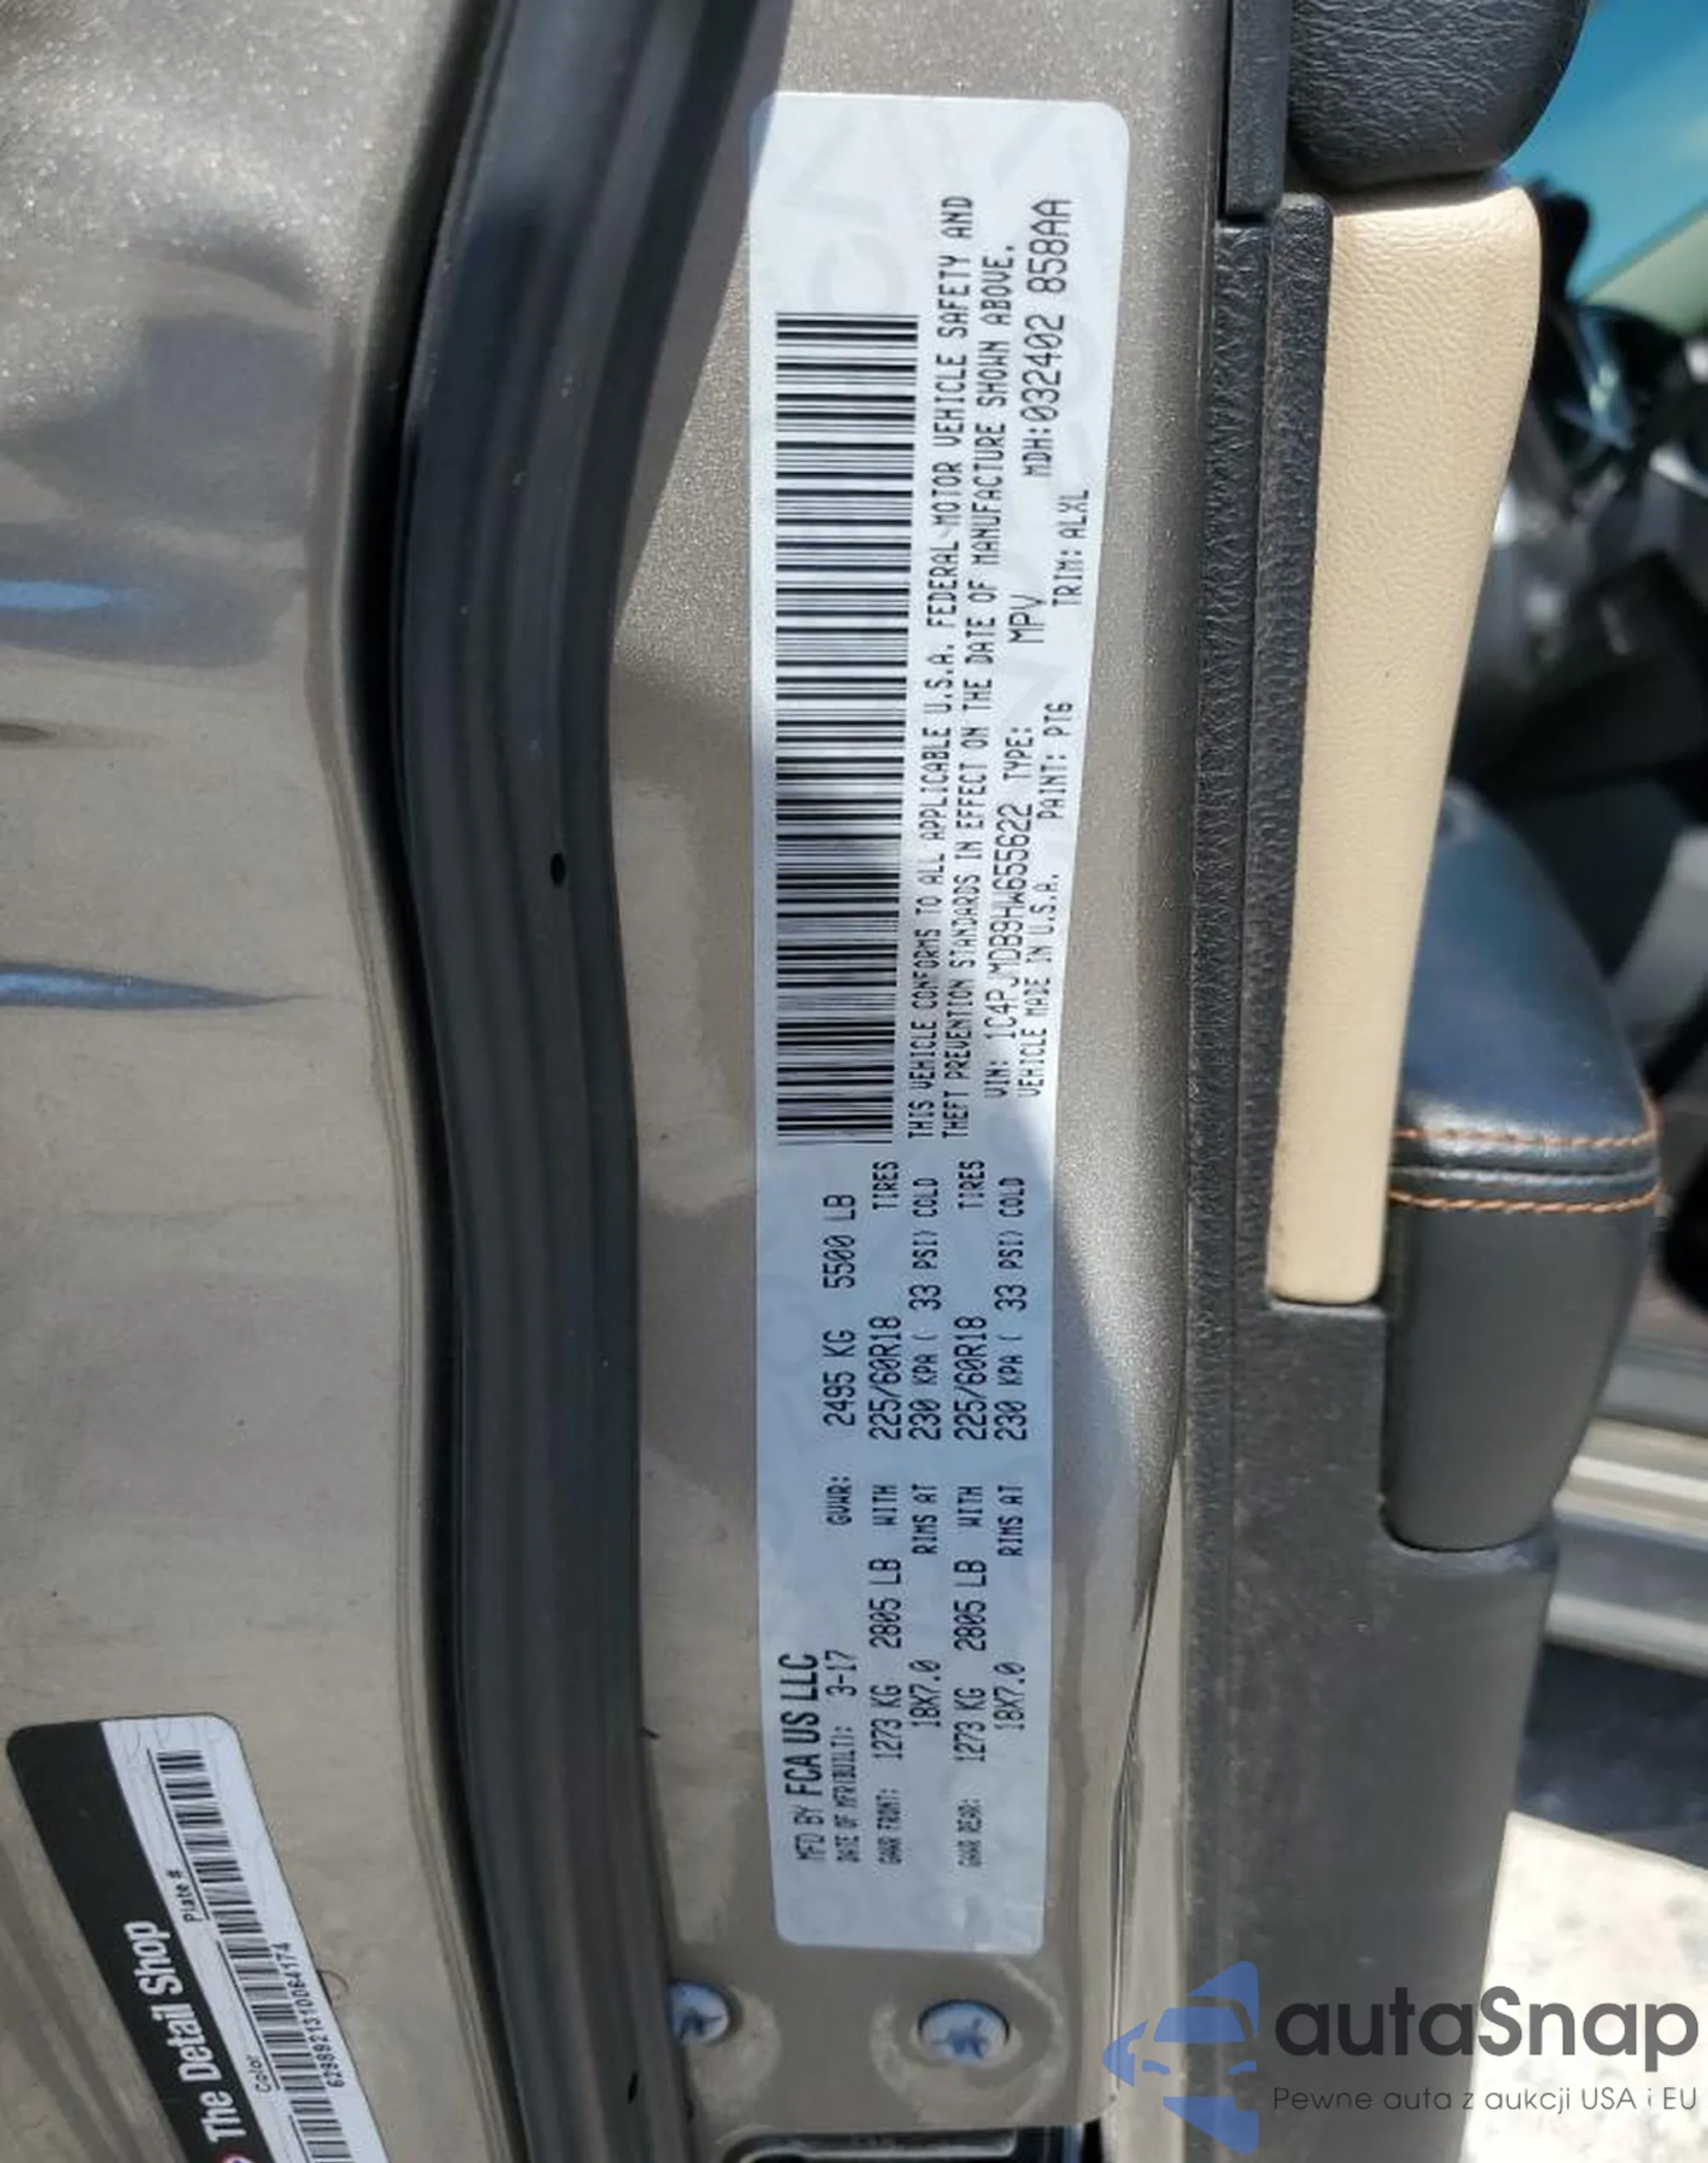 MFD BY FCA US LLC
DATE OF MFR(BUILT): 3-17 GVWR: 2495 KG 5500 LB
GAWR FRONT: 1273 KG 2805 LB WITH 225/60R18 TIRES
18X7.0 RIMS AT 230 KPA ( 33 PSI) COLD
GAWR REAR: 1273 KG 2805 LB WITH 225/60R18 TIRES
18X7.0 RIMS AT 230 KPA ( 33 PSI) COLD
THIS VEHICLE CONFORMS TO ALL APPLICABLE U.S.A. FEDERAL MOTOR VEHICLE SAFETY AND
THEFT PREVENTION STANDARDS IN EFFECT ON THE DATE OF MANUFACTURE SHOWN ABOVE.
VIN: 1C4PJMDB9HW655622 TYPE: MPV MDH:032402 858AA
VEHICLE MADE IN U.S.A. PAINT: PTG TRIM: ALXL
The Detail Shop
Plate #
Color
62889213100641​74
autaSnap
Pewne auta z aukcji USA i EU